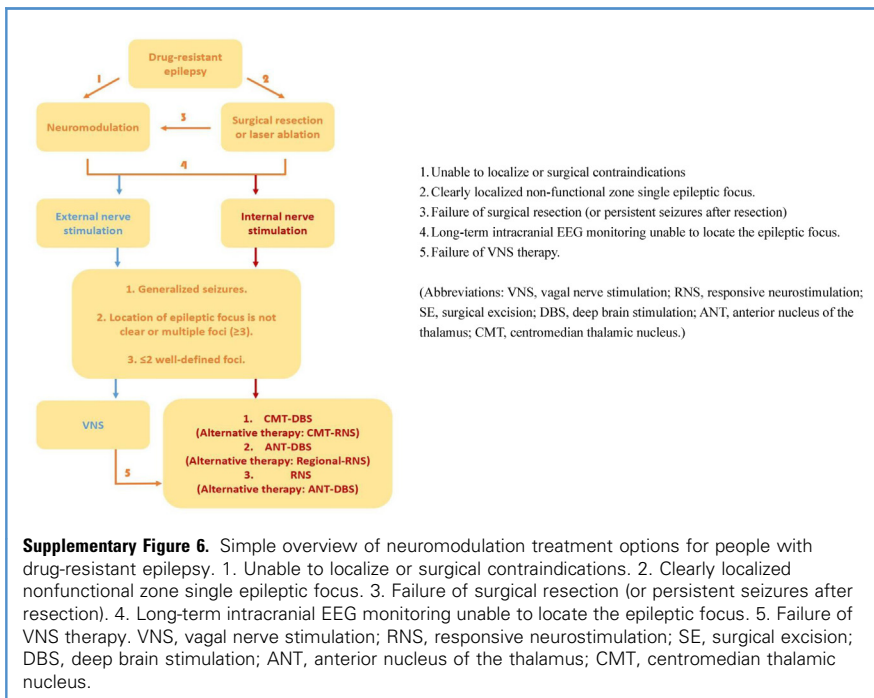 Drug-resistant
epilepsy
1
2
Neuromodulation
3
Surgical resection
or laser ablation
4
External nerve
stimulation
Internal nerve
stimulation
1. Generalized seizures.
2. Location of epileptic focus is not
clear or multiple foci (≥3).
3. ≤2 well-defined foci.
VNS
1. CMT-DBS
(Alternative therapy: CMT-RNS)
2. ANT-DBS
(Alternative therapy: Regional-RNS)
3. RNS
(Alternative therapy: ANT-DBS)
5
1. Unable to localize or surgical contraindications
2. Clearly localized non-functional zone single epileptic focus.
3. Failure of surgical resection (or persistent seizures after resection)
4. Long-term intracranial EEG monitoring unable to locate the epileptic focus.
5. Failure of VNS therapy.
(Abbreviations: VNS, vagal nerve stimulation; RNS, responsive neurostimulation;
SE, surgical excision; DBS, deep brain stimulation; ANT, anterior nucleus of the
thalamus; CMT, centromedian thalamic nucleus.)
Supplementary Figure 6. Simple overview of neuromodulation treatment options for people with
drug-resistant epilepsy. 1. Unable to localize or surgical contraindications. 2. Clearly localized
nonfunctional zone single epileptic focus. 3. Failure of surgical resection (or persistent seizures after
resection). 4. Long-term intracranial EEG monitoring unable to locate the epileptic focus. 5. Failure of
VNS therapy. VNS, vagal nerve stimulation; RNS, responsive neurostimulation; SE, surgical excision;
DBS, deep brain stimulation; ANT, anterior nucleus of the thalamus; CMT, centromedian thalamic
nucleus.